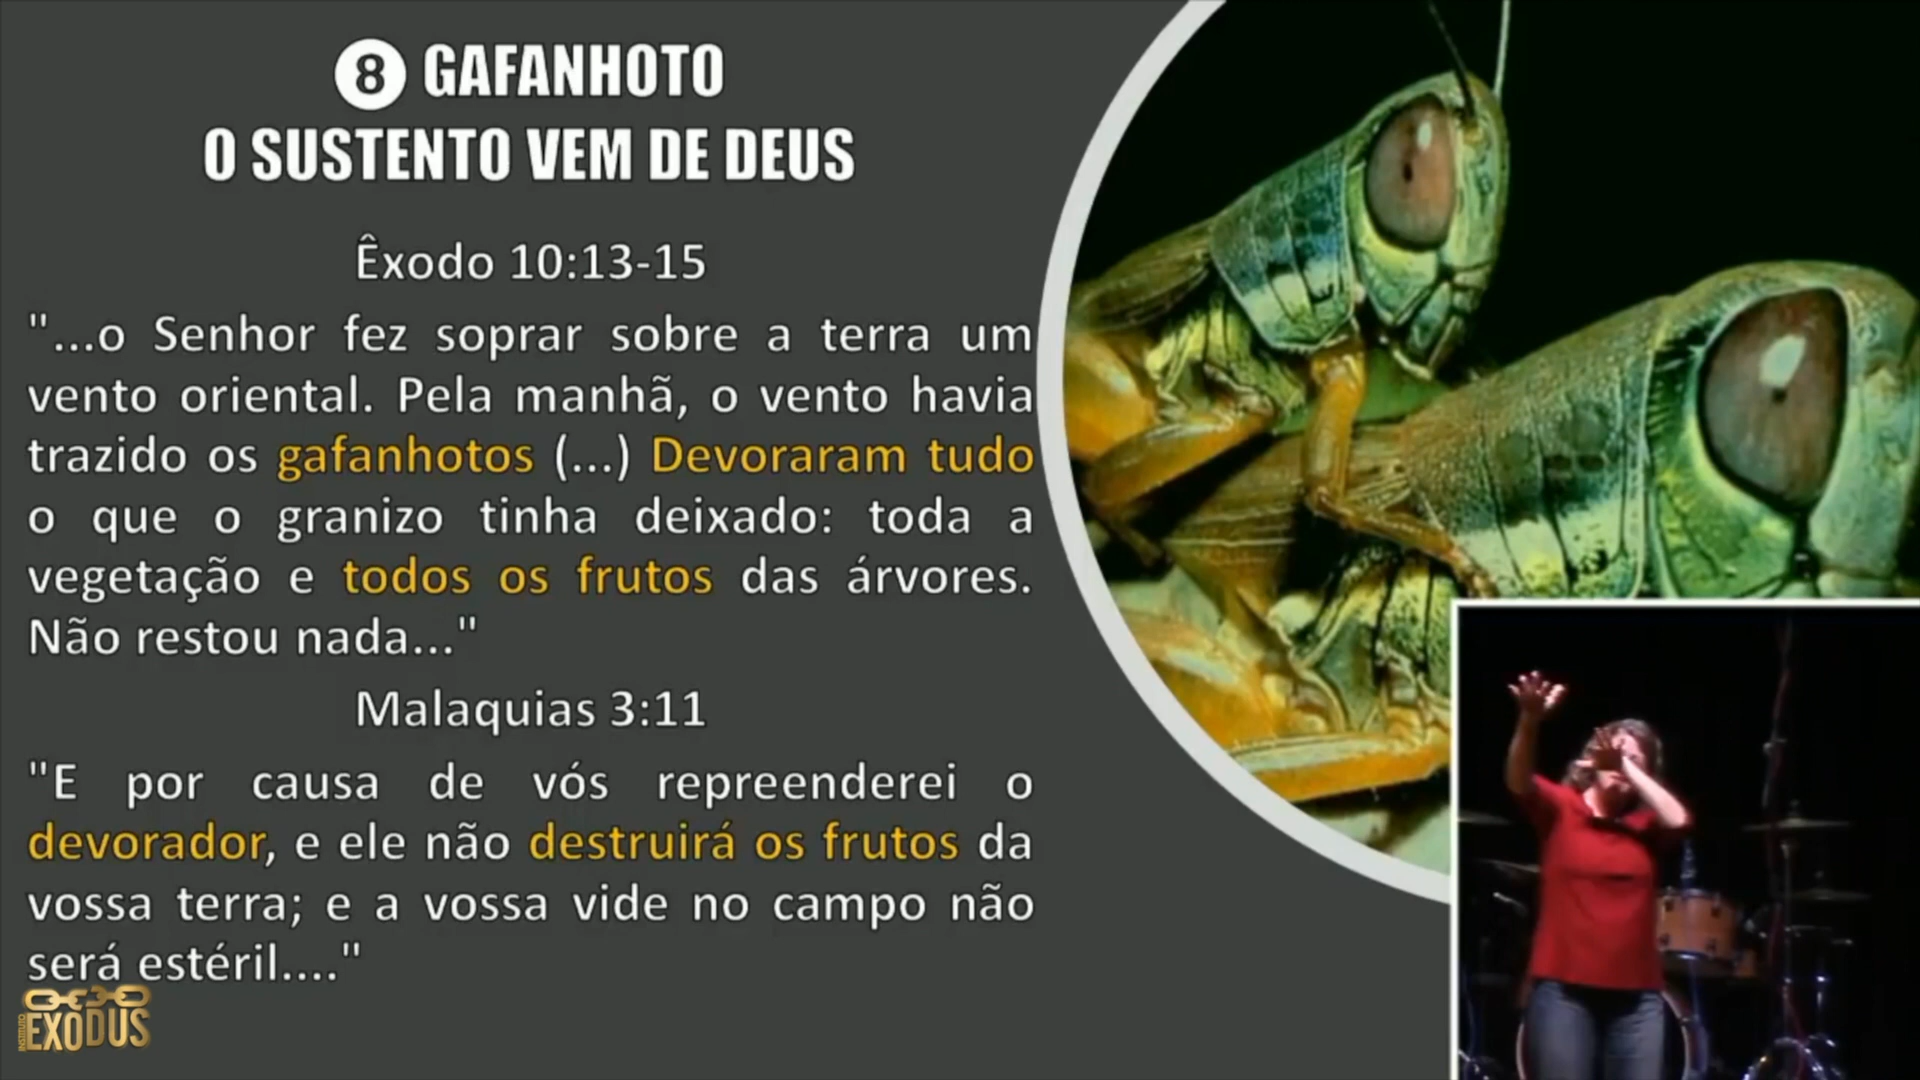 8 GAFANHOTO
O SUSTENTO VEM DE DEUS
Êxodo 10:13-15
"...o Senhor fez soprar sobre a terra um
vento oriental. Pela manhã, o vento havia
trazido os gafanhotos (...) Devoraram tudo
o que o granizo tinha deixado: toda a
vegetação e todos os frutos das árvores.
Não restou nada..."
Malaquias 3:11
"E por causa de vós repreenderei o
devorador, e ele não destruirá os frutos da
vossa terra; e a vossa vide no campo não
será estéril...."
INSTITUTO
EXODUS